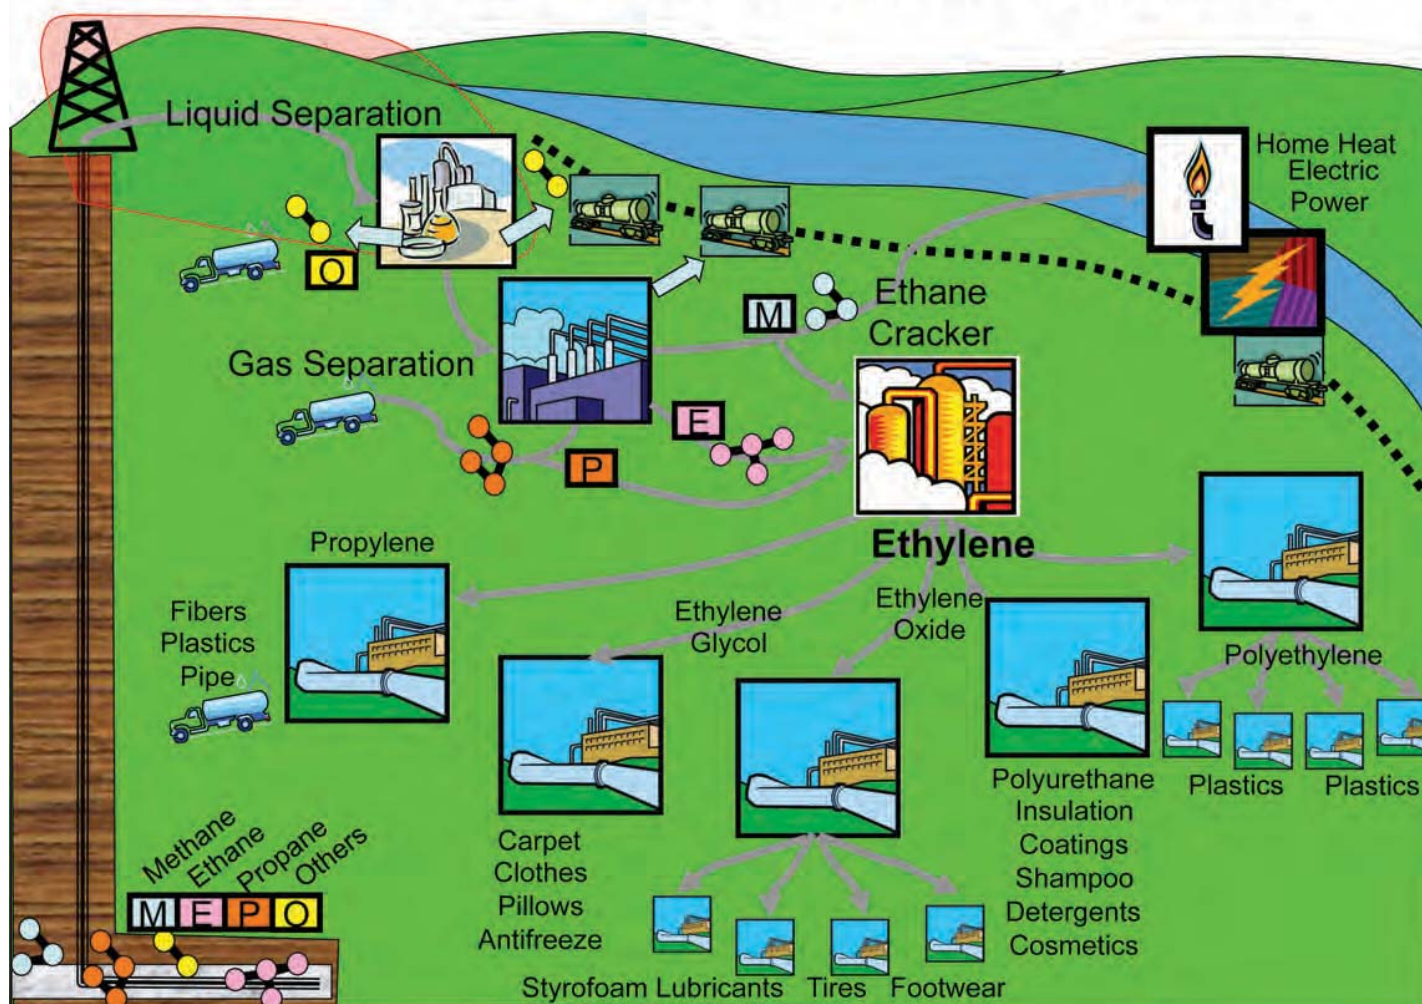 Liquid Separation
Home Heat
Electric
Power
O
Ethane
Cracker
M
Gas Separation
E
P
Ethylene
Propylene
Fibers
Plastics
Pipe
Ethylene
Glycol
Ethylene
Oxide
Polyethylene
Plastics
Plastics
Polyurethane
Insulation
Coatings
Shampoo
Detergents
Cosmetics
Carpet
Clothes
Pillows
Antifreeze
Methane
Ethane
Propane
Others
M E P O
Styrofoam Lubricants Tires Footwear